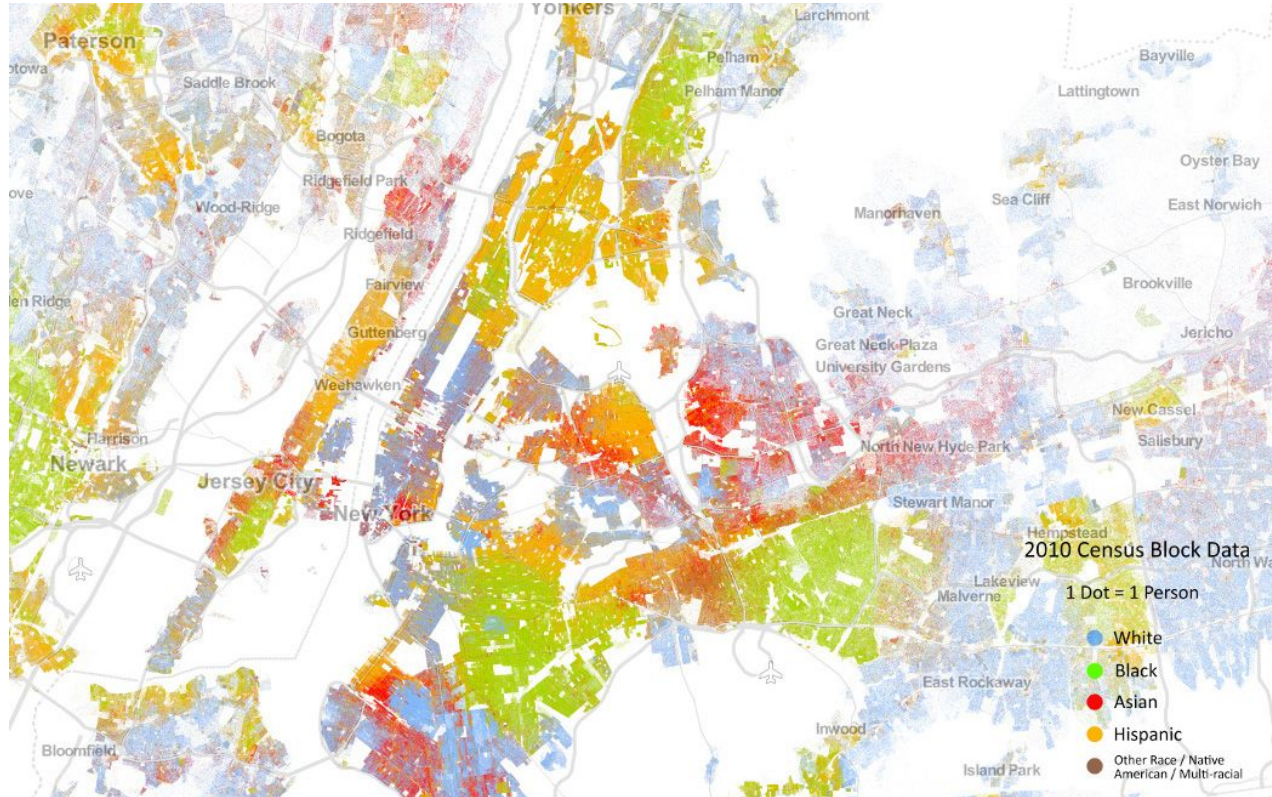 Yonkers
Larchmont
Paterson
Pelham
Bayville
Saddle Brook
Pelham Manor
Lattingtown
Bogota
Oyster Bay
Ridgefield Park
Wood-Ridge
Sea Cliff
East Norwich
Manorhaven
Ridgefield
Fairview
Brookville
Great Neck
Guttenberg
Great Neck Plaza
Jericho
University Gardens
Weehawken
New Cassel
Harrison
North New Hyde Park
Salisbury
Newark
Jersey City
New York
Stewart Manor
Hempstead
2010 Census Block Data
Lakeview
Malverne
1 Dot = 1 Person
White
Black
East Rockaway
Asian
Hispanic
Inwood
Bloomfield
Island Park
Other Race / Native
American / Multi-racial